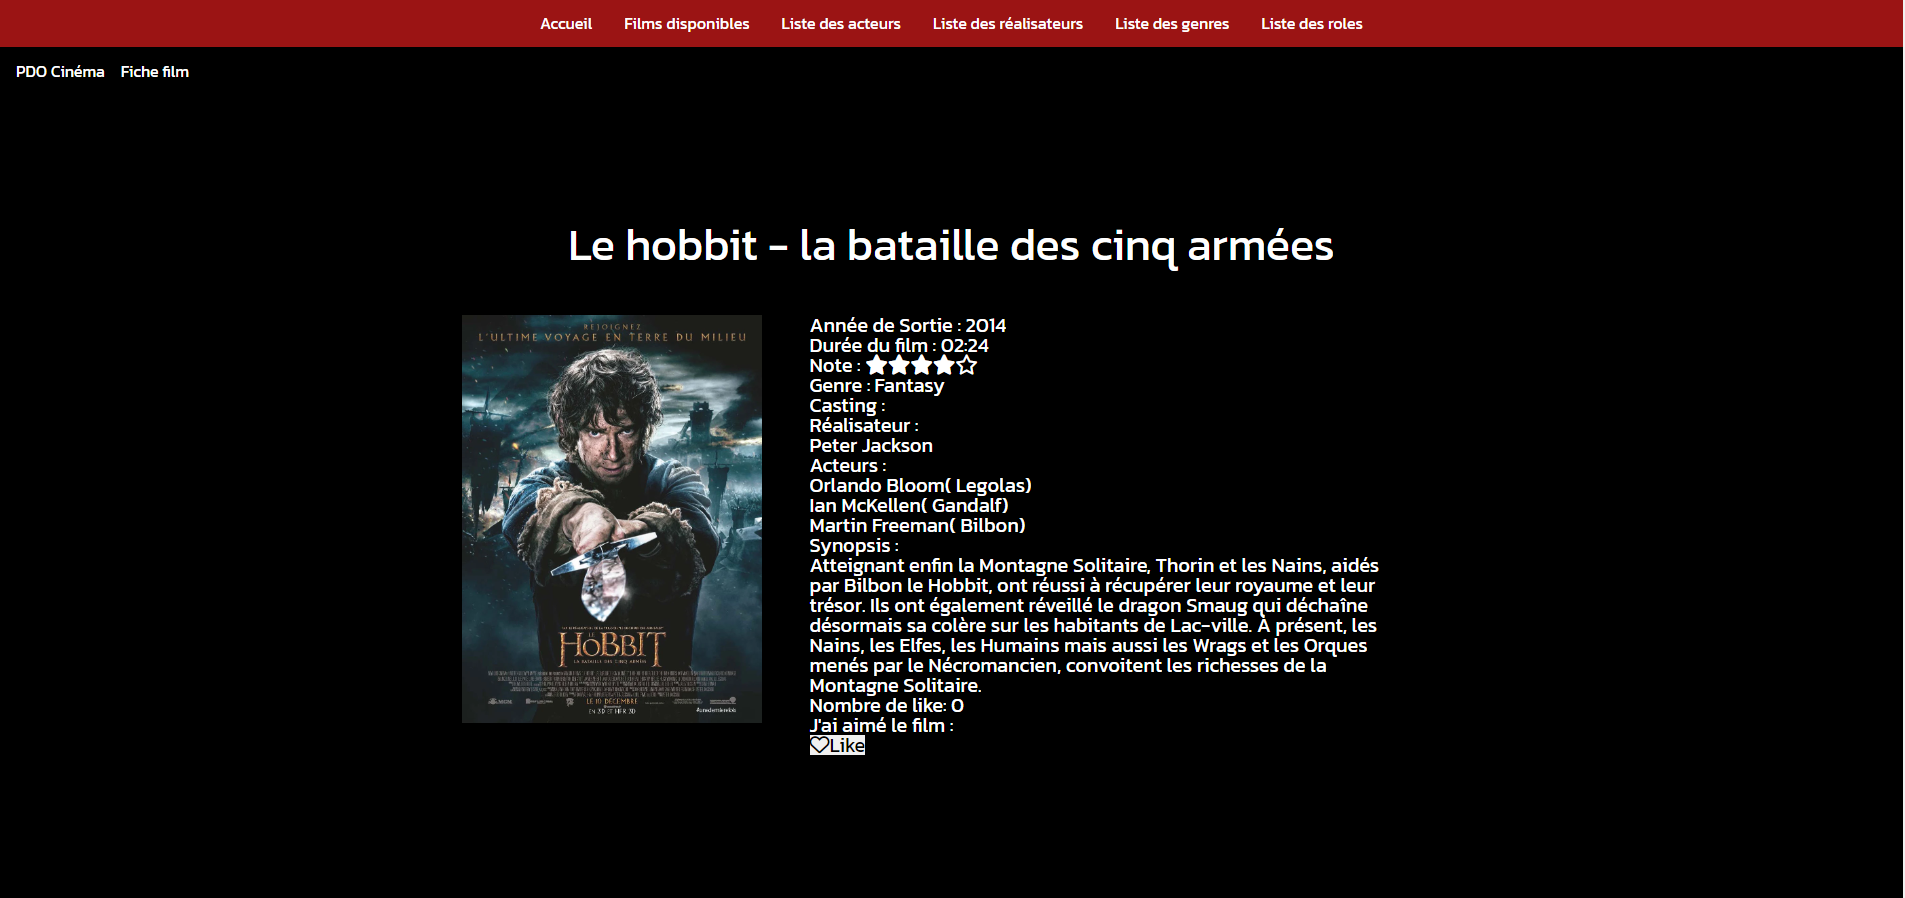 Accueil Films disponibles Liste des acteurs Liste des réalisateurs Liste des genres Liste des roles
PDO Cinéma Fiche film
Le hobbit - la bataille des cinq armées
REJOIGNEZ
L'ULTIME VOYAGE EN TERRE DU MILIEU
LE
HOBBIT
LA BATAILLE DES CINQ ARMÉES
LE 10 DÉCEMBRE
EN 3D ET HFR 3D
Année de Sortie : 2014
Durée du film : 02:24
Note :
Genre : Fantasy
Casting :
Réalisateur :
Peter Jackson
Acteurs :
Orlando Bloom( Legolas)
Ian McKellen( Gandalf)
Martin Freeman( Bilbon)
Synopsis :
Atteignant enfin la Montagne Solitaire, Thorin et les Nains, aidés
par Bilbon le Hobbit, ont réussi à récupérer leur royaume et leur
trésor. Ils ont également réveillé le dragon Smaug qui déchaîne
désormais sa colère sur les habitants de Lac-ville. À présent, les
Nains, les Elfes, les Humains mais aussi les Wrags et les Orques
menés par le Nécromancien, convoitent les richesses de la
Montagne Solitaire.
Nombre de like: 0
J'ai aimé le film :
Like